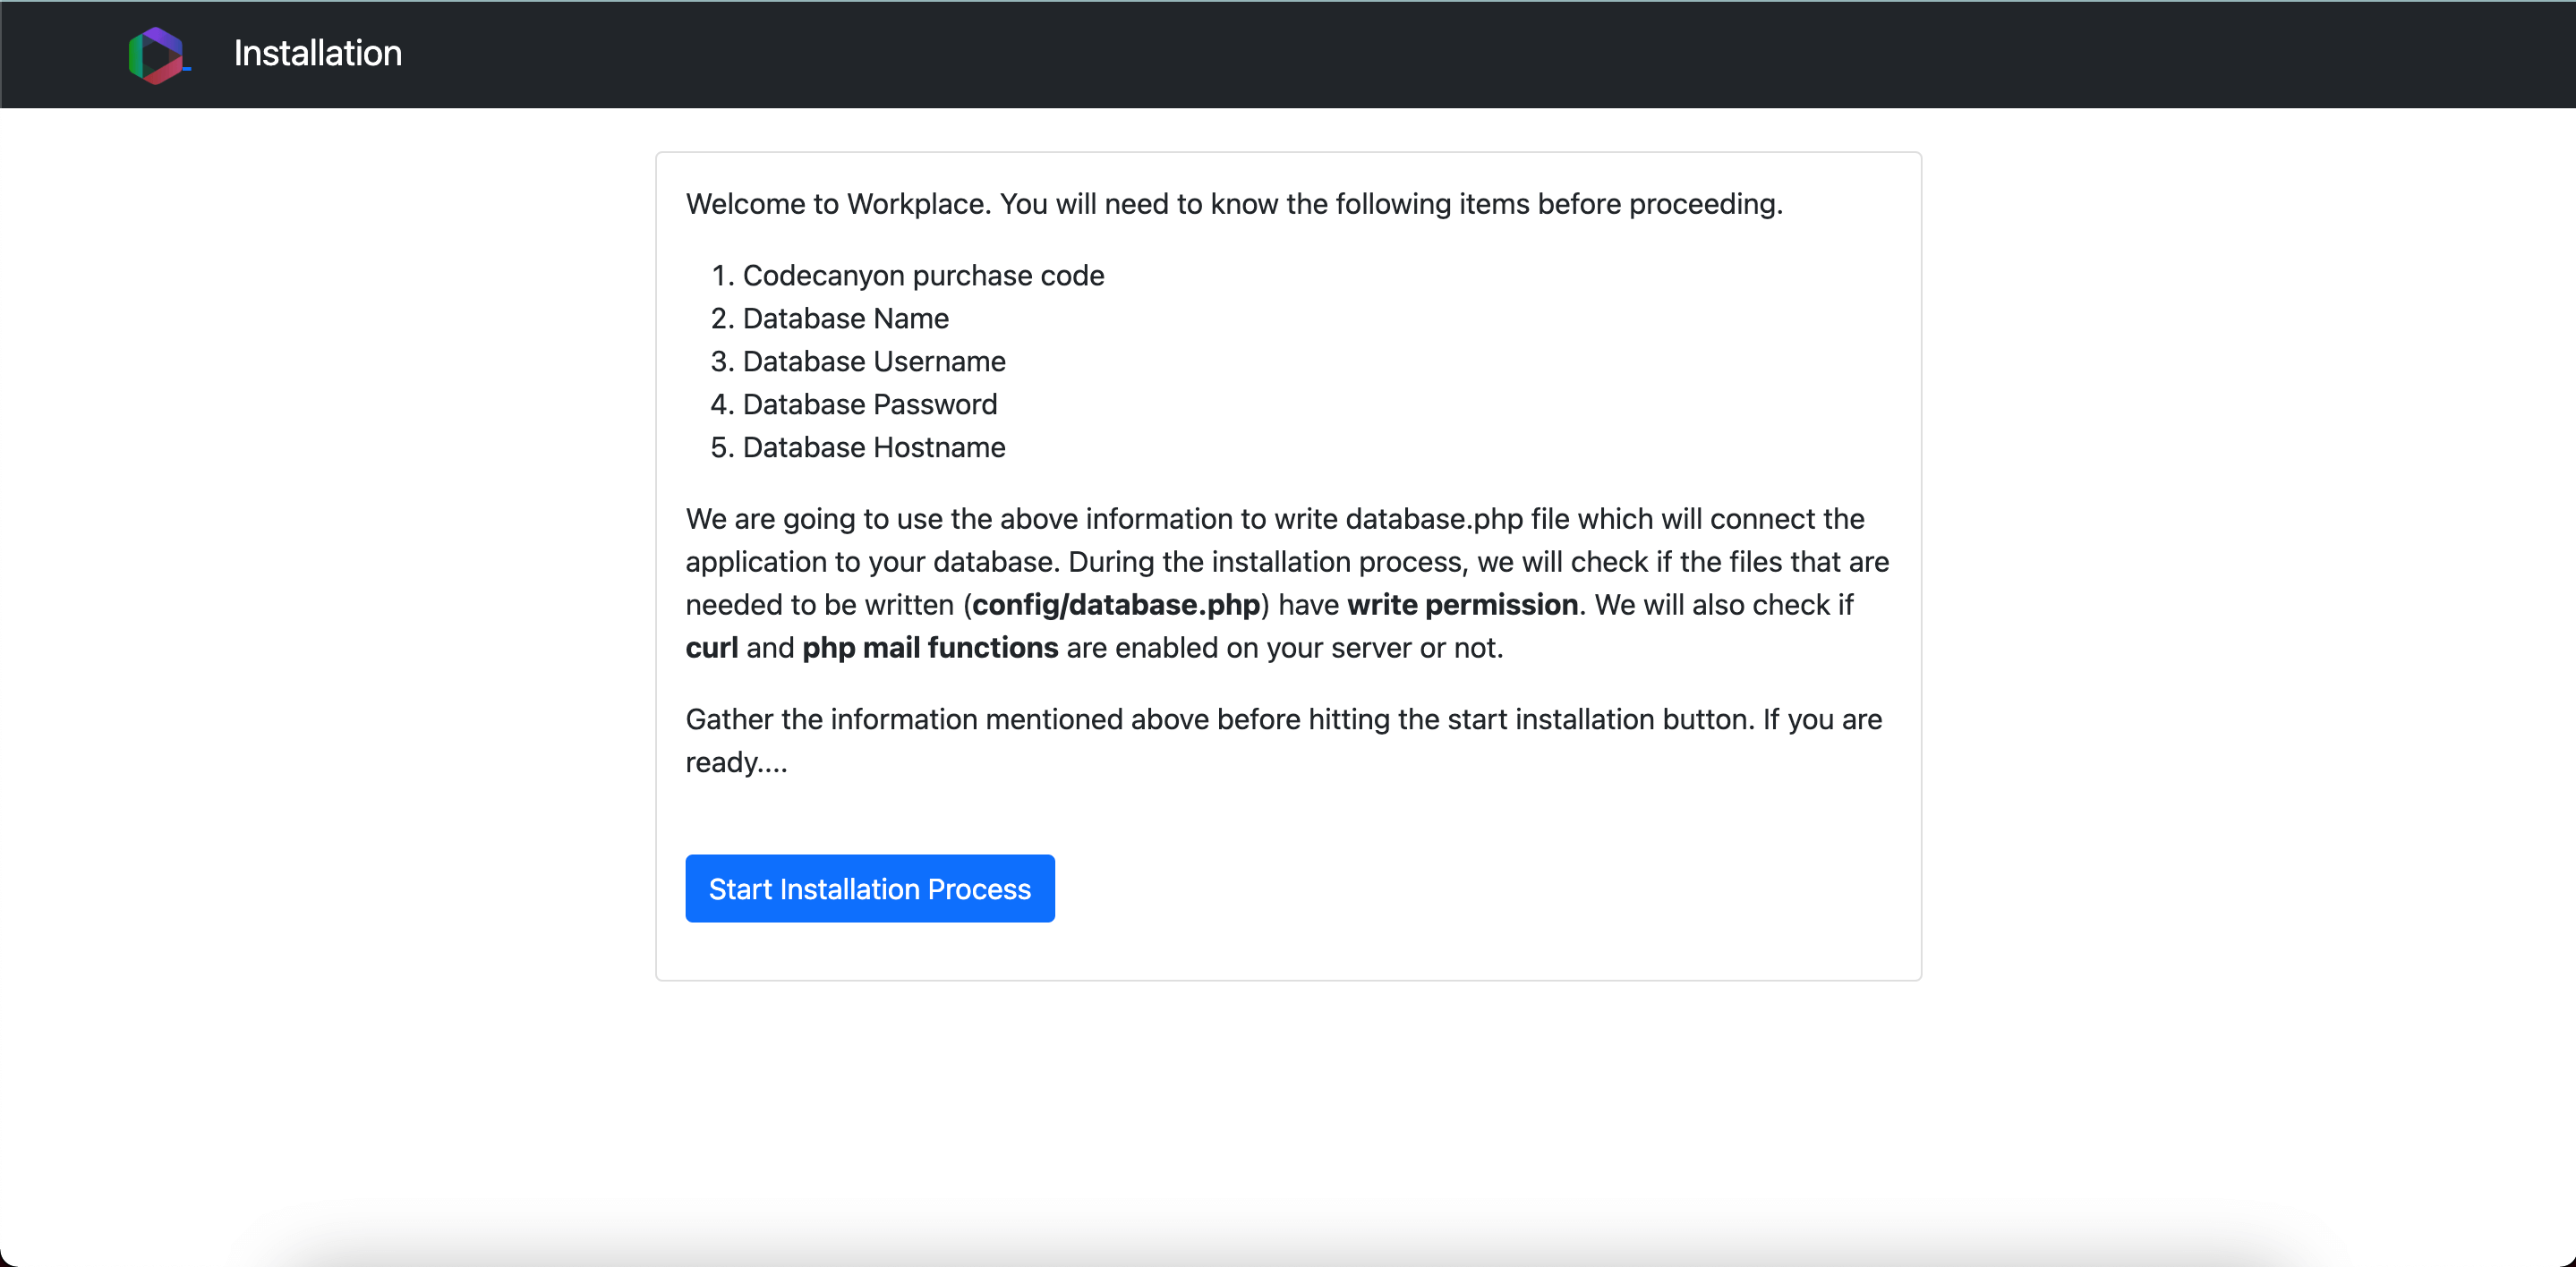 Installation
Welcome to Workplace. You will need to know the following items before proceeding.
1. Codecanyon purchase code
2. Database Name
3. Database Username
4. Database Password
5. Database Hostname
We are going to use the above information to write database.php file which will connect the
application to your database. During the installation process, we will check if the files that are
needed to be written (config/database.php) have write permission. We will also check if
curl and php mail functions are enabled on your server or not.
Gather the information mentioned above before hitting the start installation button. If you are
ready....
Start Installation Process